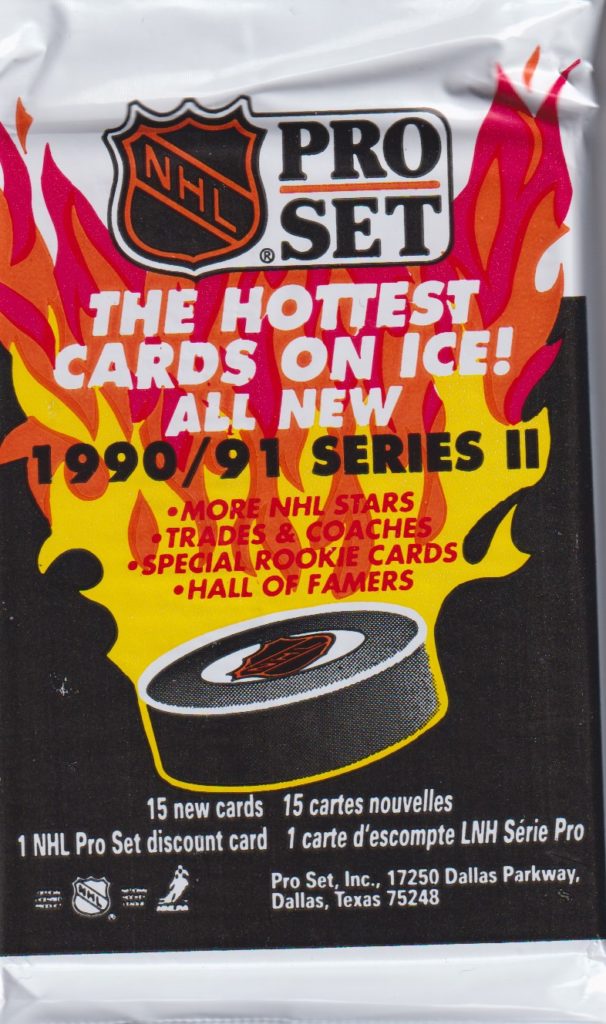 NHL
PRO
SET
®
THE HOTTEST
CARDS ON ICE!
ALL NEW
1990/91 SERIES II
•MORE NHL STARS
•TRADES & COACHES
•SPECIAL ROOKIE CARDS
•HALL OF FAMERS
15 new cards 15 cartes nouvelles
1 NHL Pro Set discount card 1 carte d'escompte LNH Série Pro
NHL ® NHLPA
Pro Set, Inc., 17250 Dallas Parkway,
Dallas, Texas 75248